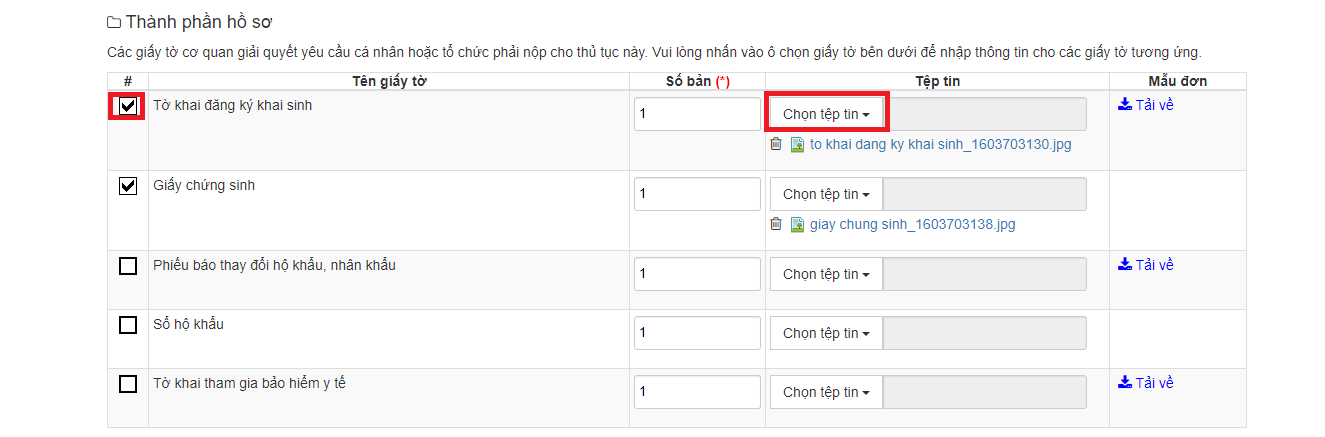 Thành phần hồ sơ
Các giấy tờ cơ quan giải quyết yêu cầu cá nhân hoặc tổ chức phải nộp cho thủ tục này. Vui lòng nhấn vào ô chọn giấy tờ bên dưới để nhập thông tin cho các giấy tờ tương ứng.
# Tên giấy tờ Số bản (*) Tệp tin Mẫu đơn
Tờ khai đăng ký khai sinh 1 Chọn tệp tin Tải về
to khai dang ky khai sinh_1603703130.jpg
Giấy chứng sinh 1 Chọn tệp tin
giay chung sinh_1603703138.jpg
Phiếu báo thay đổi hộ khẩu, nhân khẩu 1 Chọn tệp tin Tải về
Sổ hộ khẩu 1 Chọn tệp tin
Tờ khai tham gia bảo hiểm y tế 1 Chọn tệp tin Tải về